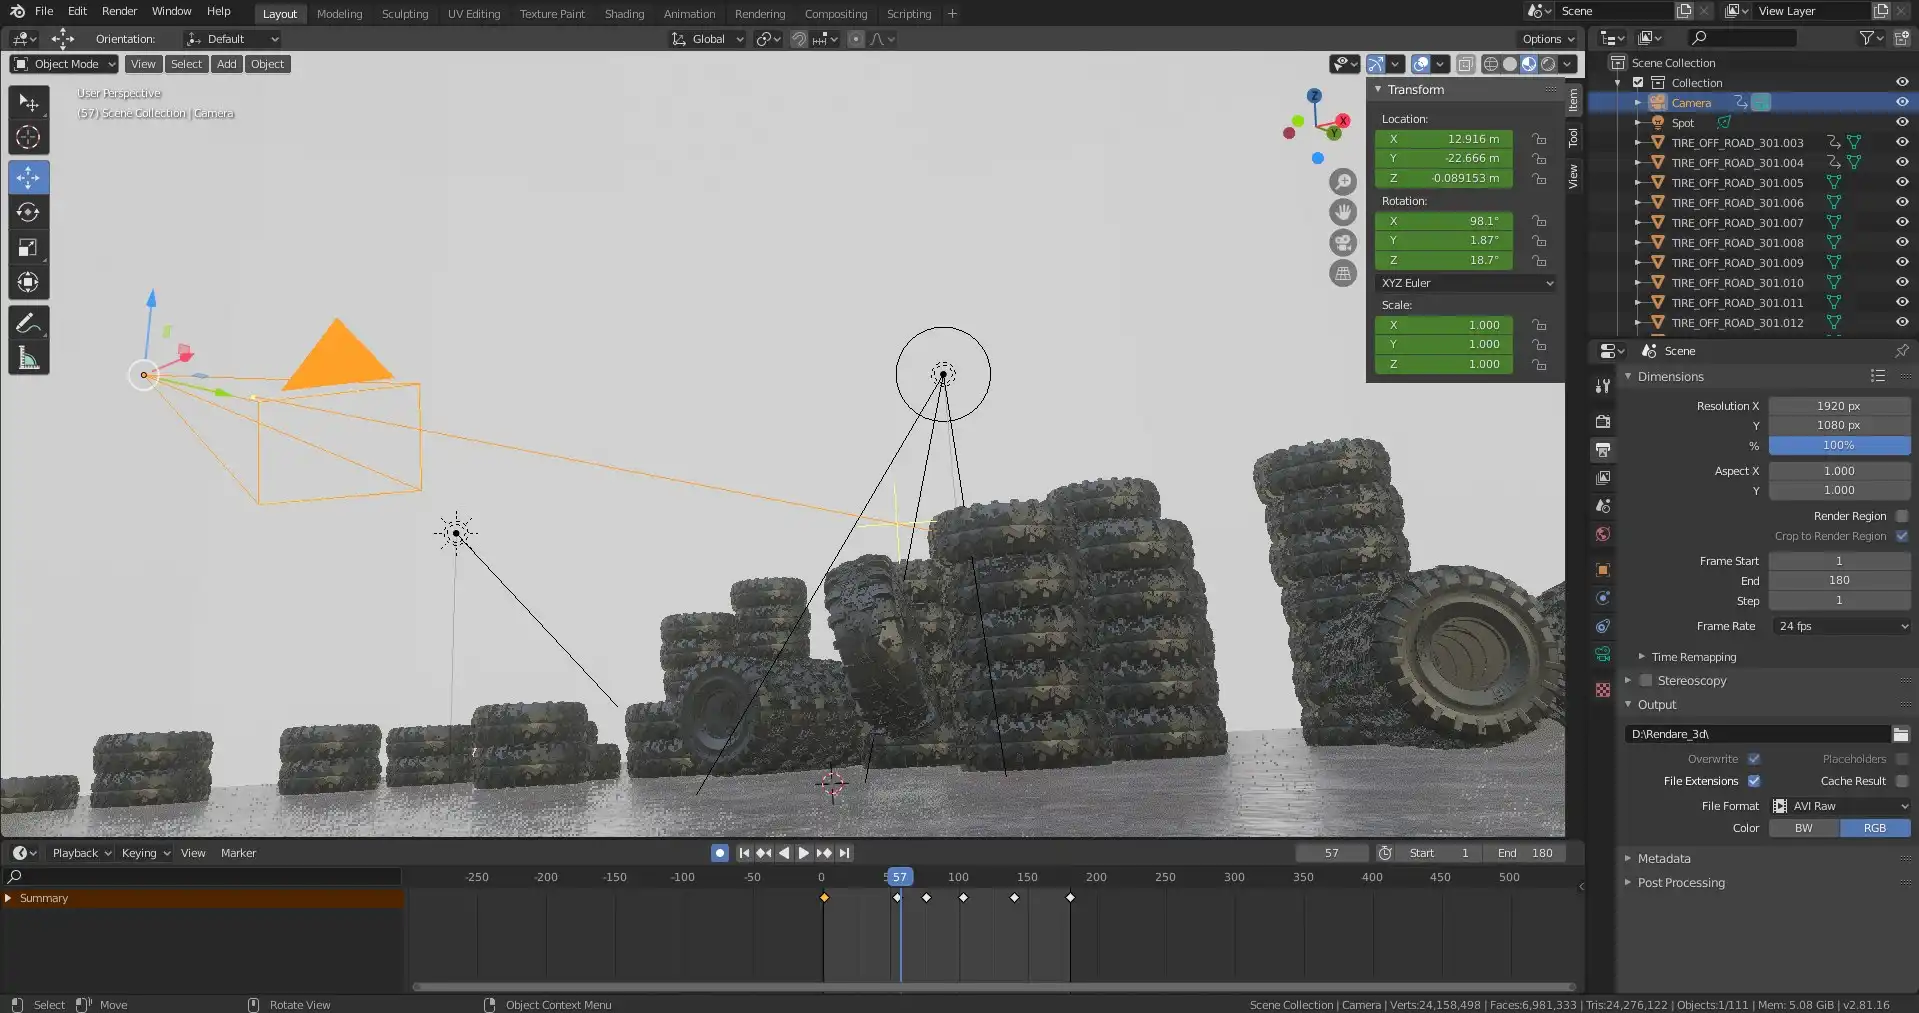 File Edit Render Window Help Layout Modeling Sculpting UV Editing Texture Paint Shading Animation Rendering Compositing Scripting + Scene View Layer
Orientation: Default Global Options
Object Mode View Select Add Object
User Perspective
(57) Scene Collection | Camera
Z
X
Y
Transform
Location:
X 12.916 m
Y -22.666 m
Z -0.089153 m
Rotation:
X 98.1°
Y 1.87°
Z 18.7°
XYZ Euler
Scale:
X 1.000
Y 1.000
Z 1.000
Item
Tool
View
Scene Collection
Collection
Camera
Spot
TIRE_OFF_ROAD_301.003
TIRE_OFF_ROAD_301.004
TIRE_OFF_ROAD_301.005
TIRE_OFF_ROAD_301.006
TIRE_OFF_ROAD_301.007
TIRE_OFF_ROAD_301.008
TIRE_OFF_ROAD_301.009
TIRE_OFF_ROAD_301.010
TIRE_OFF_ROAD_301.011
TIRE_OFF_ROAD_301.012
Scene
Dimensions
Resolution X 1920 px
Y 1080 px
% 100%
Aspect X 1.000
Y 1.000
Render Region
Crop to Render Region
Frame Start 1
End 180
Step 1
Frame Rate 24 fps
Time Remapping
Stereoscopy
Output
D:\Rendare_3d\
Overwrite Placeholders
File Extensions Cache Result
File Format AVI Raw
Color BW RGB
Metadata
Post Processing
Playback Keying View Marker 57 Start 1 End 180
-250 -200 -150 -100 -50 0 57 100 150 200 250 300 350 400 450 500
Summary
Select Move Rotate View Object Context Menu Scene Collection | Camera | Verts:24,158,498 | Faces:6,981,333 | Tris:24,276,122 | Objects:1/111 | Mem: 5.08 GiB | v2.81.16